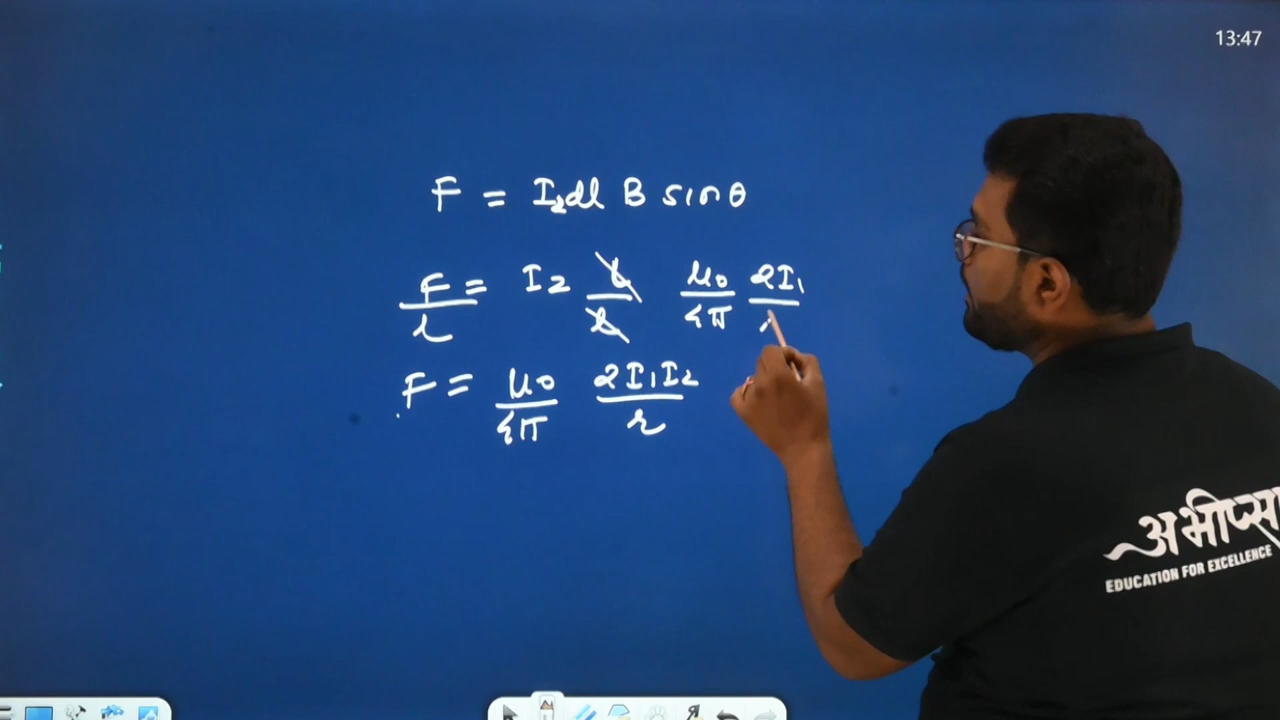 13:47
F = I₂dl B sinθ
F/l = I₂ l/l μ₀/4π 2I₁/
F = μ₀/4π 2I₁I₂/r
अभीप्सा
EDUCATION FOR EXCELLENCE